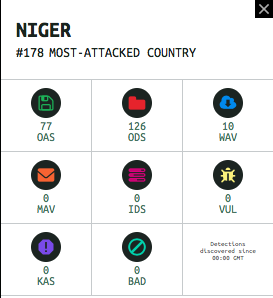 NIGER
#178 MOST-ATTACKED COUNTRY
77
OAS
126
ODS
10
WAV
0
MAV
0
IDS
0
VUL
0
KAS
0
BAD
Detections
discovered since
00:00 GMT